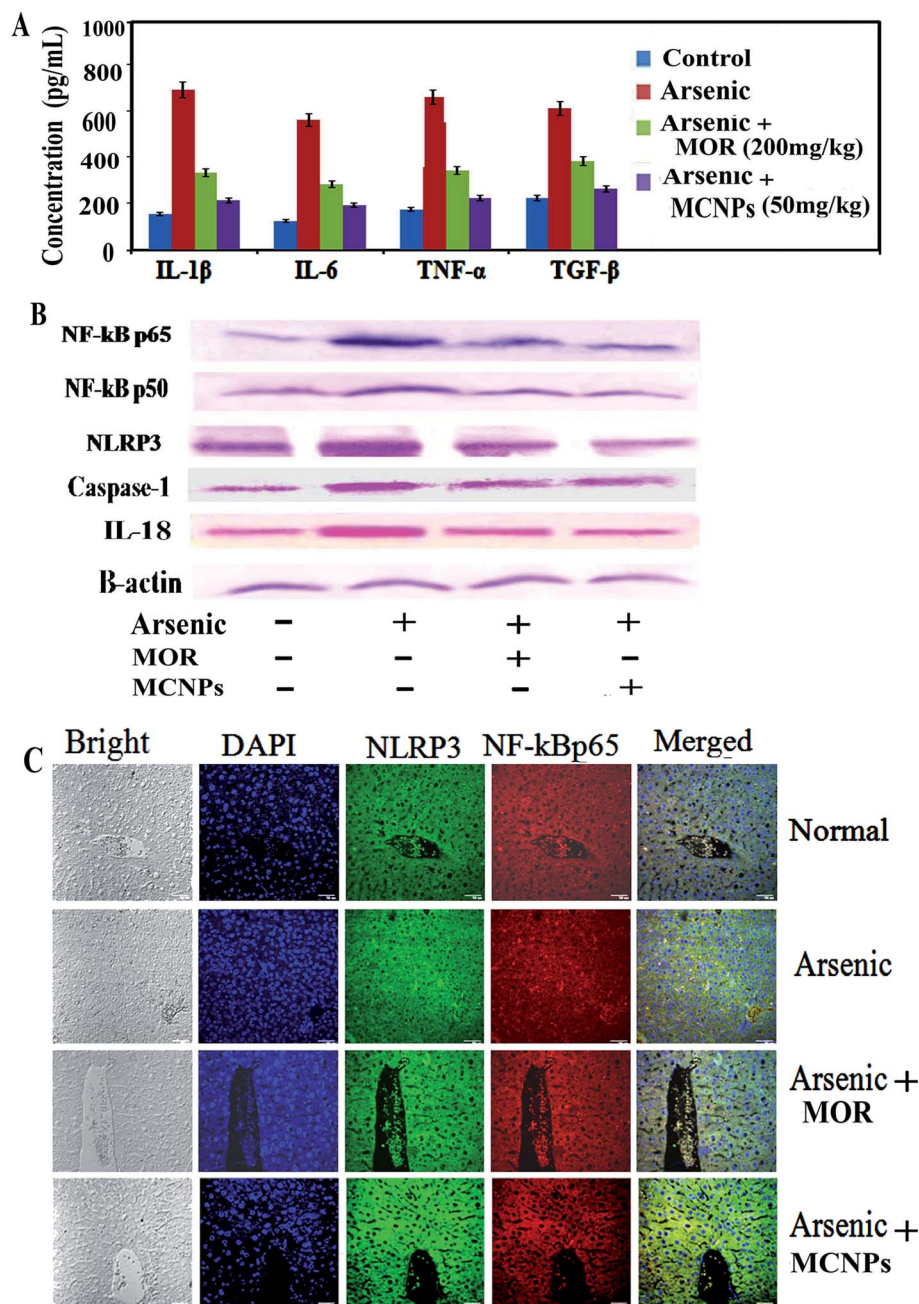 A
Concentration (pg/mL)
1000
800
600
400
200
0
IL-1β IL-6 TNF-α TGF-β
Control
Arsenic
Arsenic +
MOR (200mg/kg)
Arsenic +
MCNPs (50mg/kg)
B
NF-kB p65
NF-kB p50
NLRP3
Caspase-1
IL-18
B-actin
Arsenic − + + +
MOR − − + −
MCNPs − − − +
C
Bright DAPI NLRP3 NF-kBp65 Merged
Normal
Arsenic
Arsenic +
MOR
Arsenic +
MCNPs